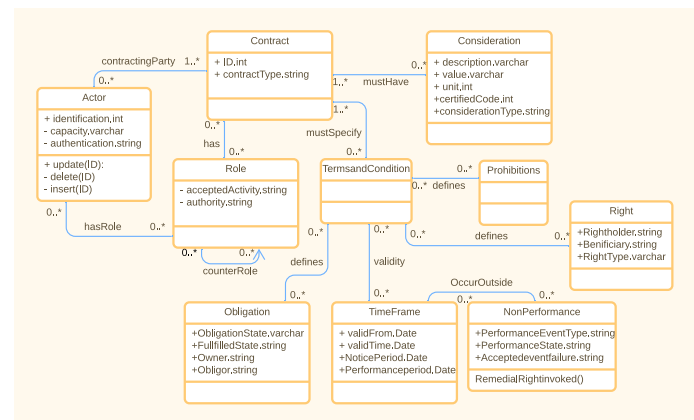 Contract
+ ID,int
+ contractType.string
Consideration
+ description.varchar
+ value.varchar
+ unit,int
+certifiedCode,int
+considerationType.string
contractingParty
1..*
0..*
0..*
1..*
mustHave
Actor
+ identification,int
- capacity,varchar
- authentication.string
+ update(ID):
- delete(ID)
- insert(ID)
1..*
mustSpecify
0..*
0..*
has
0..*
Role
- acceptedActivity,string
- authority,string
TermsandCondition
0..*
0..*
defines
Prohibitions
Right
+Rightholder.string
+Benificiary.string
+RightType.varchar
0..*
hasRole
0..*
0..*
0..*
counterRole
0..*
defines
0..*
0..*
validity
0..*
0..*
defines
0..*
OccurOutside
0..*
0..*
Obligation
+ObligationState.varchar
+FullfilledState.string
+Owner.string
+Obligor,string
TimeFrame
+ validFrom.Date
+ validTime.Date
+NoticePeriod.Date
+Performanceperiod,Date
NonPerformance
+PerformanceEventType.string
+PerformanceState.string
+Acceptedeventfailure.string
RemedialRightinvoked()